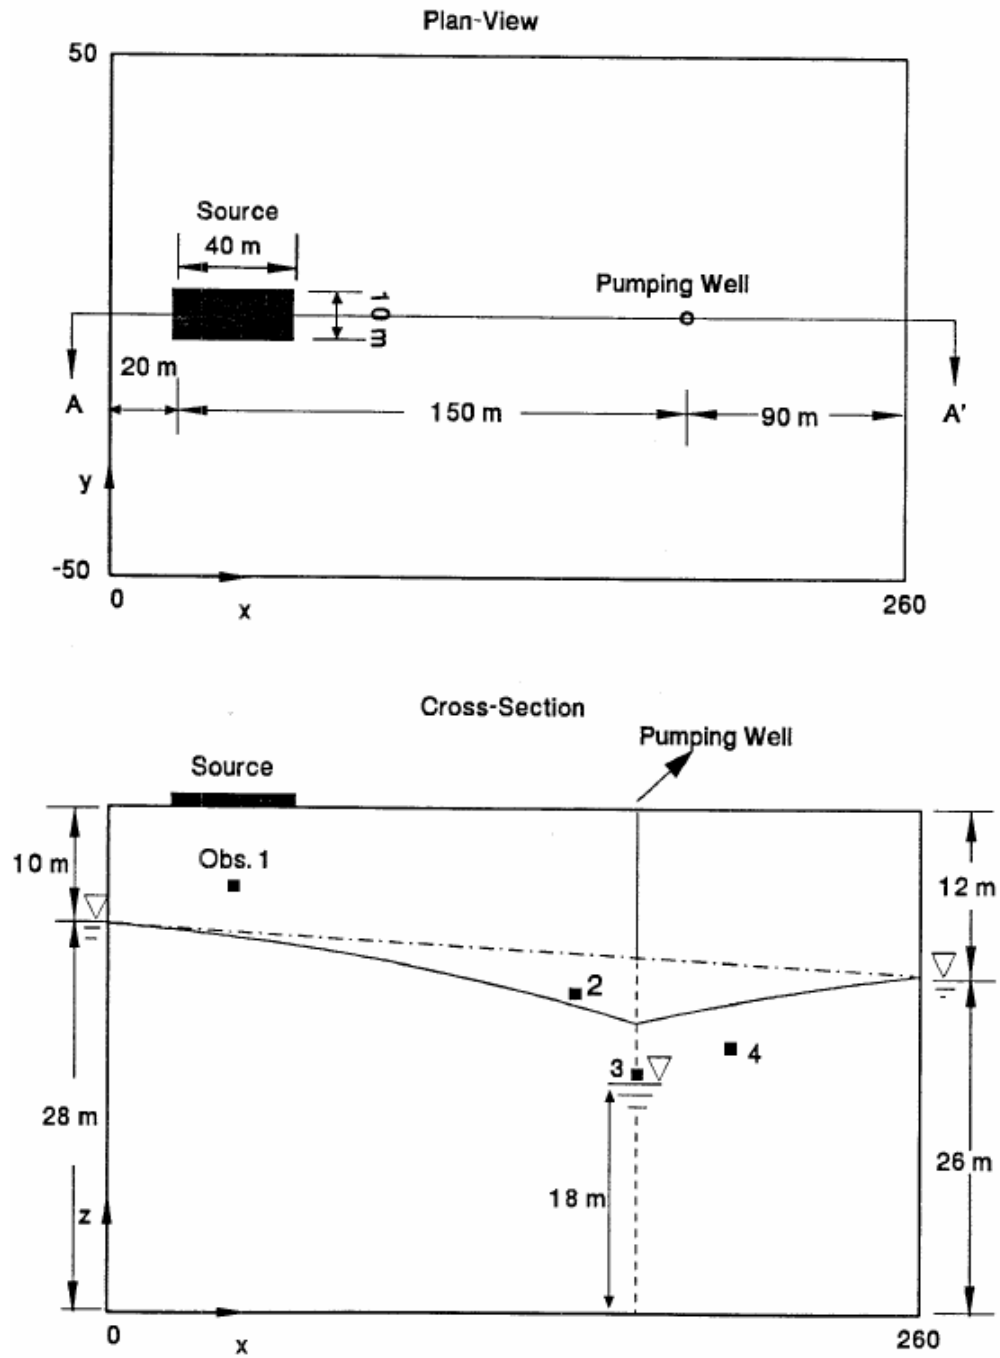 Plan-View
50
Source
40 m
10 m
Pumping Well
20 m
A
150 m
90 m
A'
y
-50
0
x
260
Cross-Section
Pumping Well
Source
10 m
Obs. 1
12 m
2
4
3
28 m
18 m
26 m
z
0
x
260